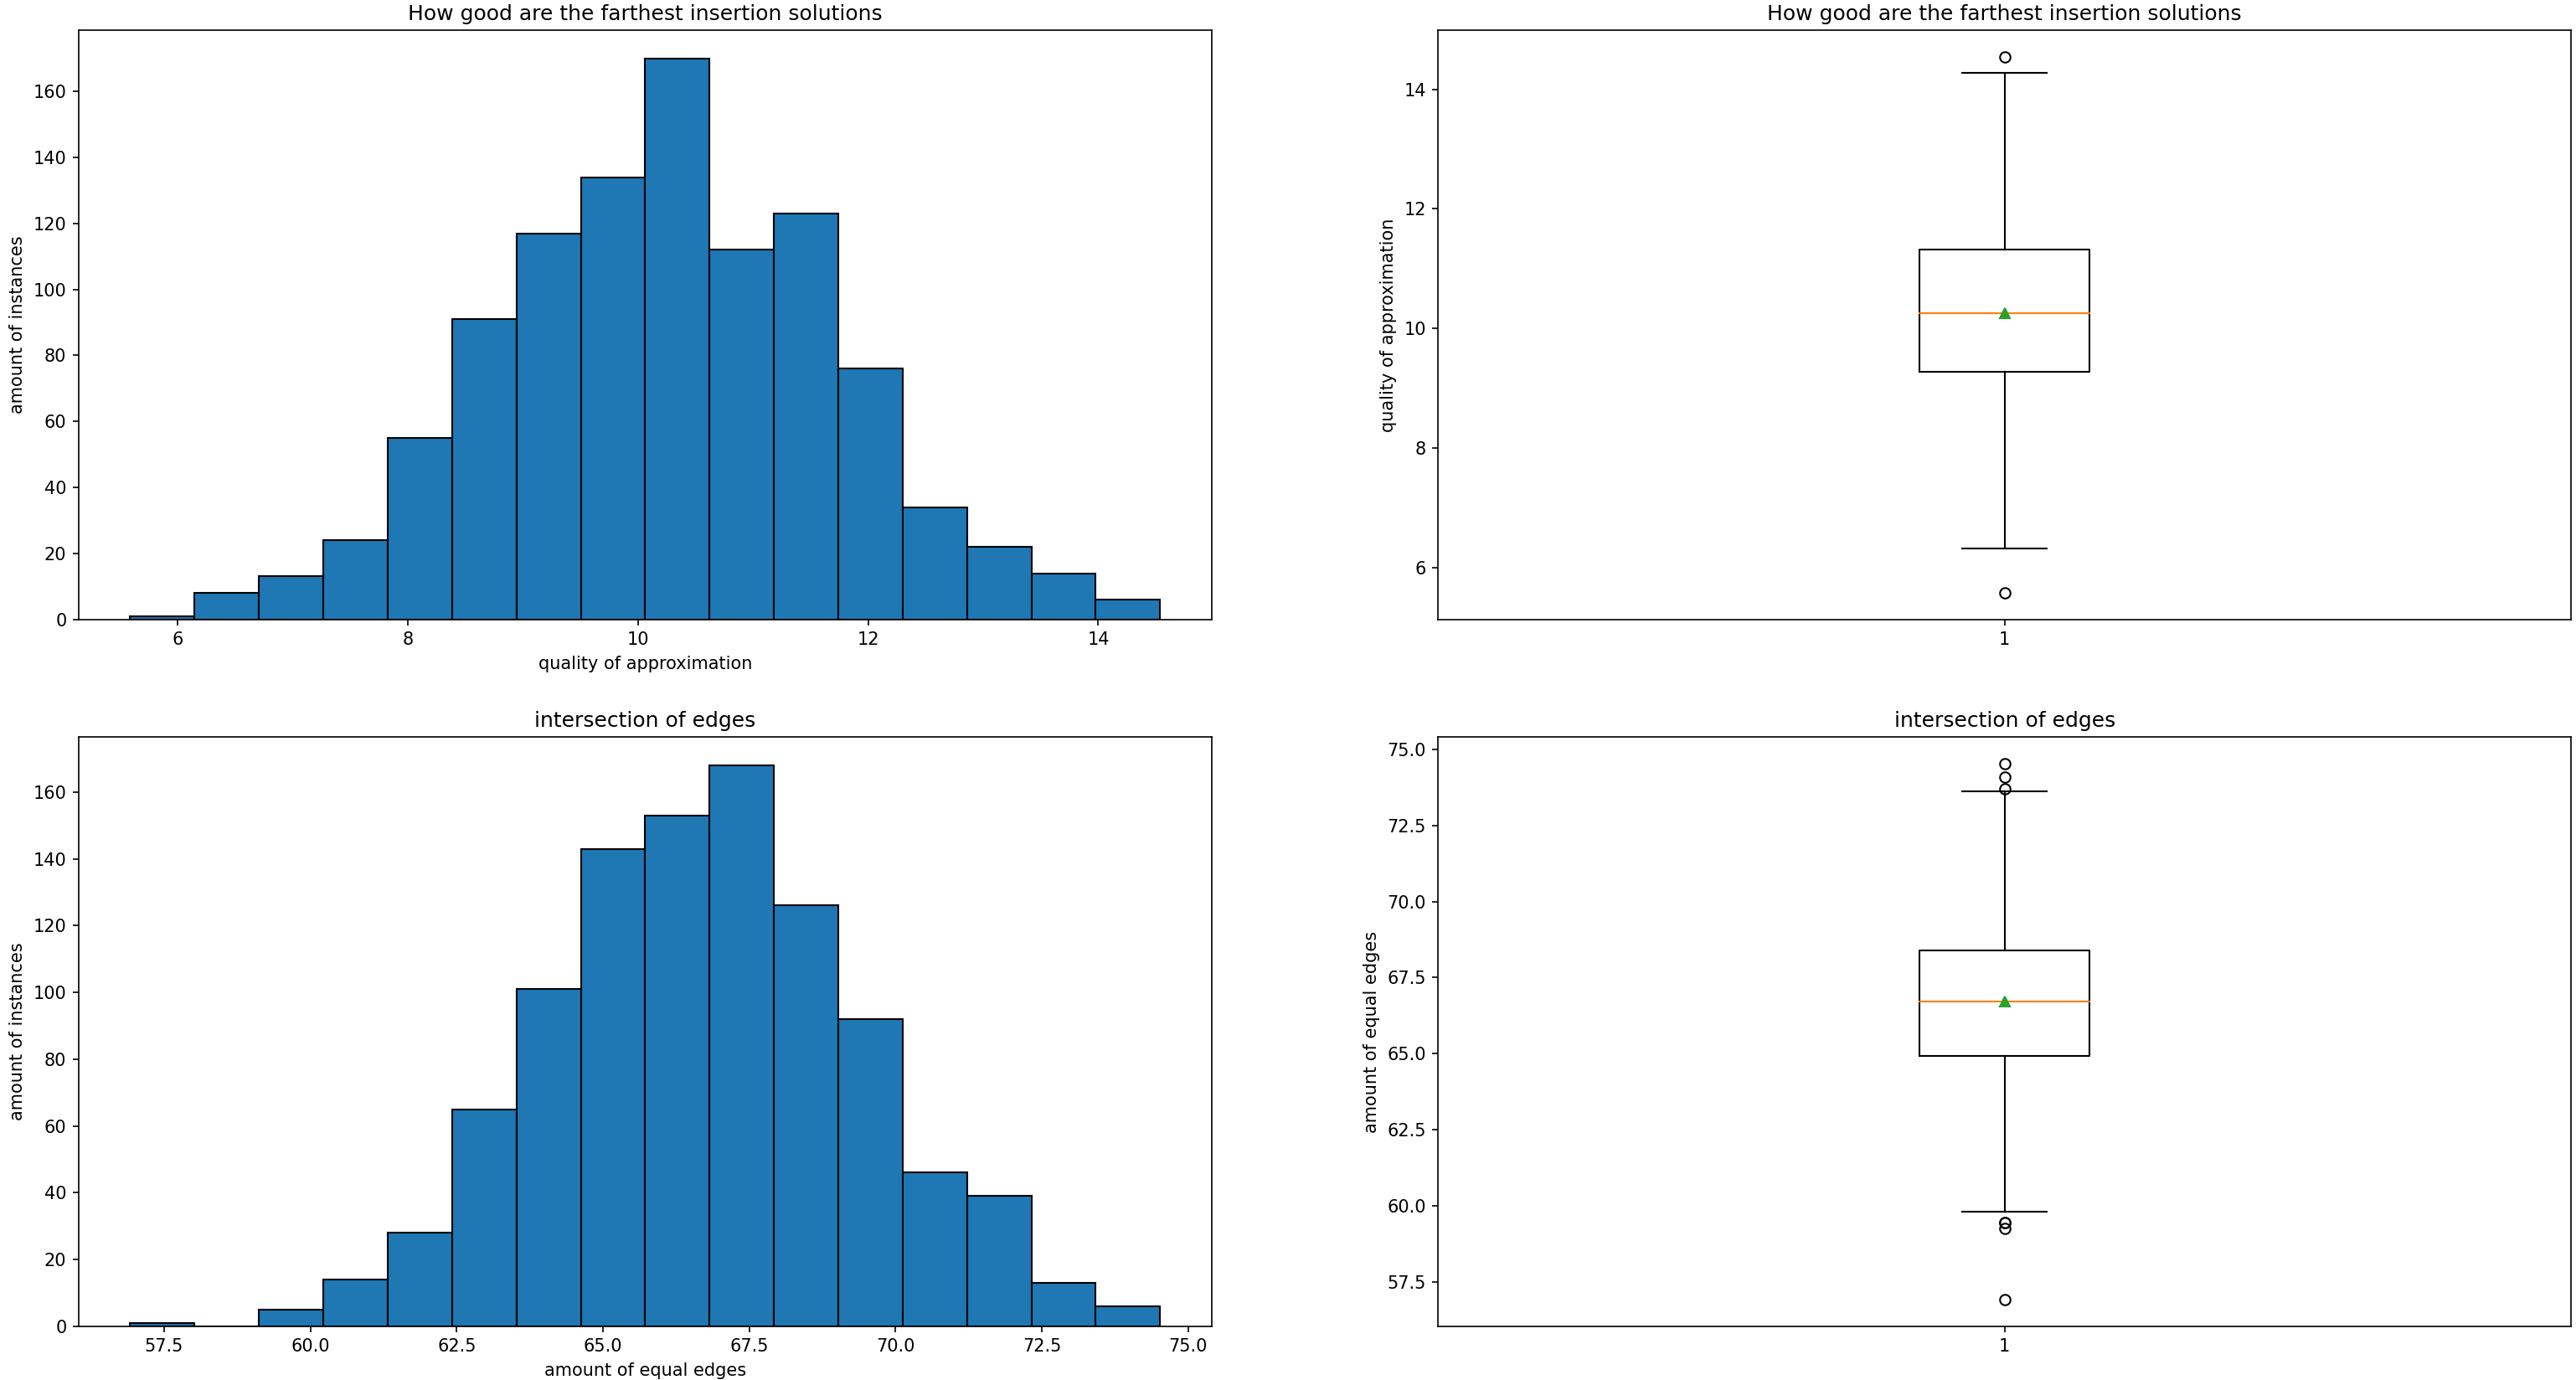 How good are the farthest insertion solutions
amount of instances
160
140
120
100
80
60
40
20
0
6 8 10 12 14
quality of approximation
How good are the farthest insertion solutions
quality of approximation
14
12
10
8
6
1
intersection of edges
amount of instances
160
140
120
100
80
60
40
20
0
57.5 60.0 62.5 65.0 67.5 70.0 72.5 75.0
amount of equal edges
intersection of edges
amount of equal edges
75.0
72.5
70.0
67.5
65.0
62.5
60.0
57.5
1